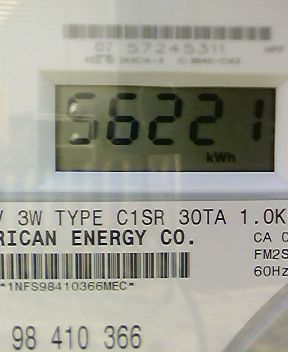 07 57245311
56221
kWh
V 3W TYPE C1SR 30TA 1.0K
RICAN ENERGY CO.
CA 0
FM2S
60Hz
*1NFS98410366MEC*
98 410 366